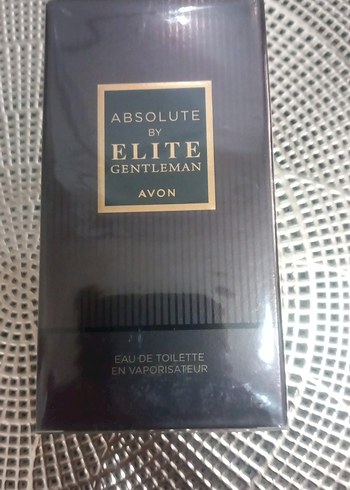 ABSOLUTE
BY
ELITE
GENTLEMAN
AVON
EAU DE TOILETTE
EN VAPORISATEUR